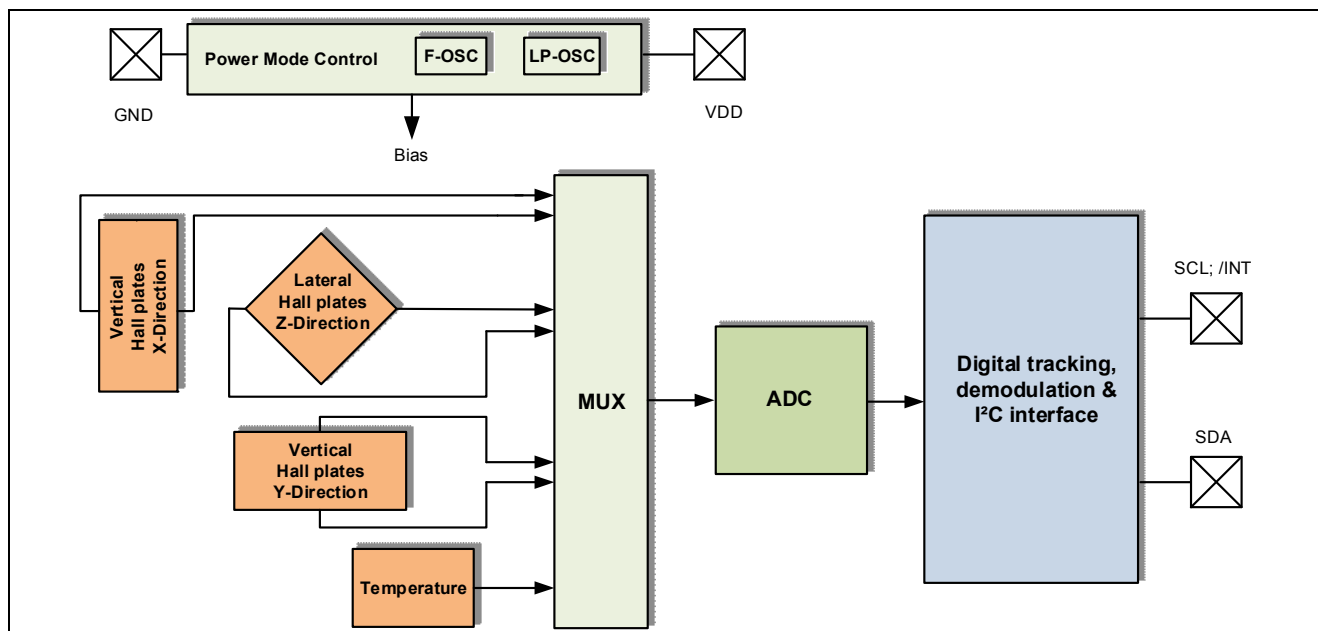 Power Mode Control
F-OSC
LP-OSC
GND
VDD
Bias
Vertical
Hall plates
X-Direction
Lateral
Hall plates
Z-Direction
Vertical
Hall plates
Y-Direction
Temperature
MUX
ADC
Digital tracking,
demodulation &
I²C interface
SCL; /INT
SDA